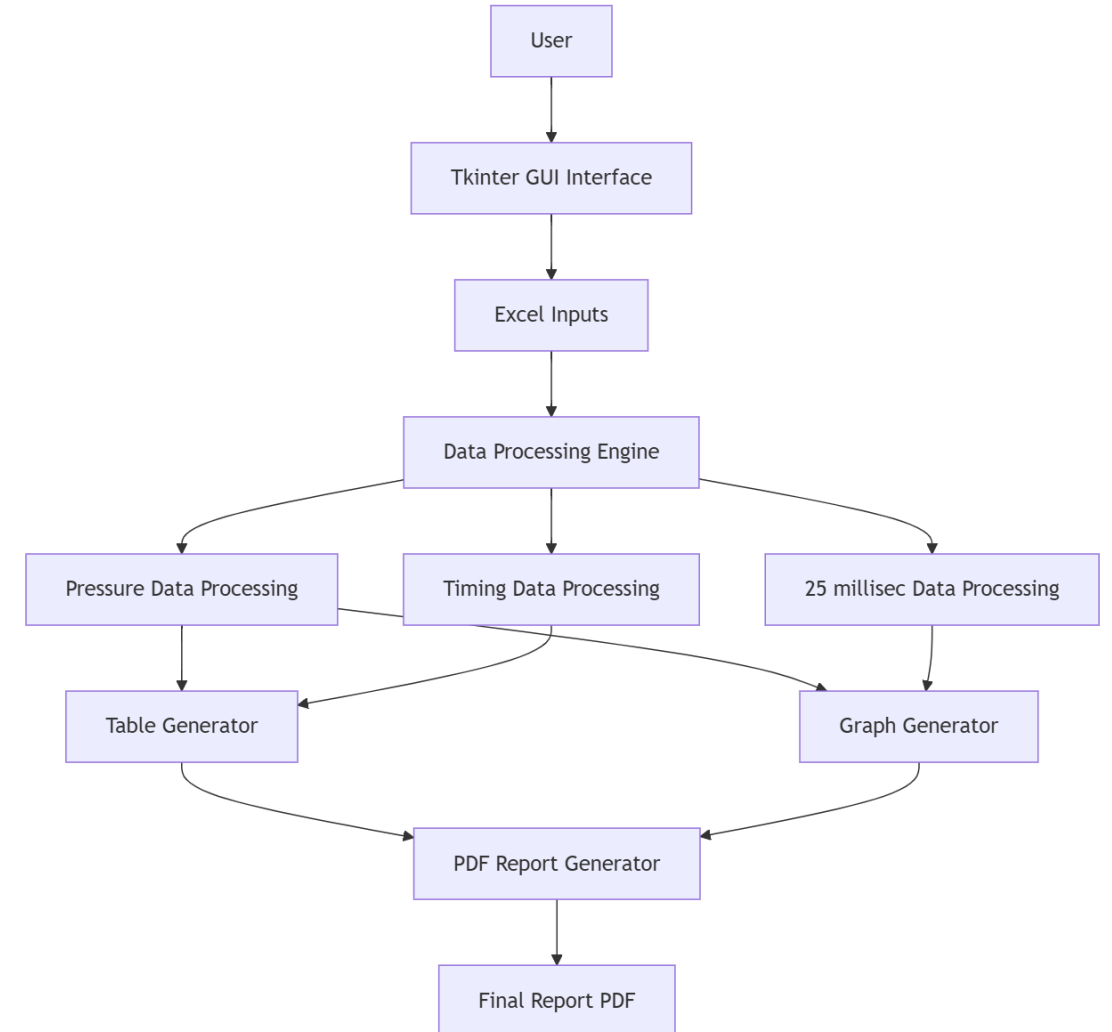 User
Tkinter GUI Interface
Excel Inputs
Data Processing Engine
Pressure Data Processing
Timing Data Processing
25 millisec Data Processing
Table Generator
Graph Generator
PDF Report Generator
Final Report PDF